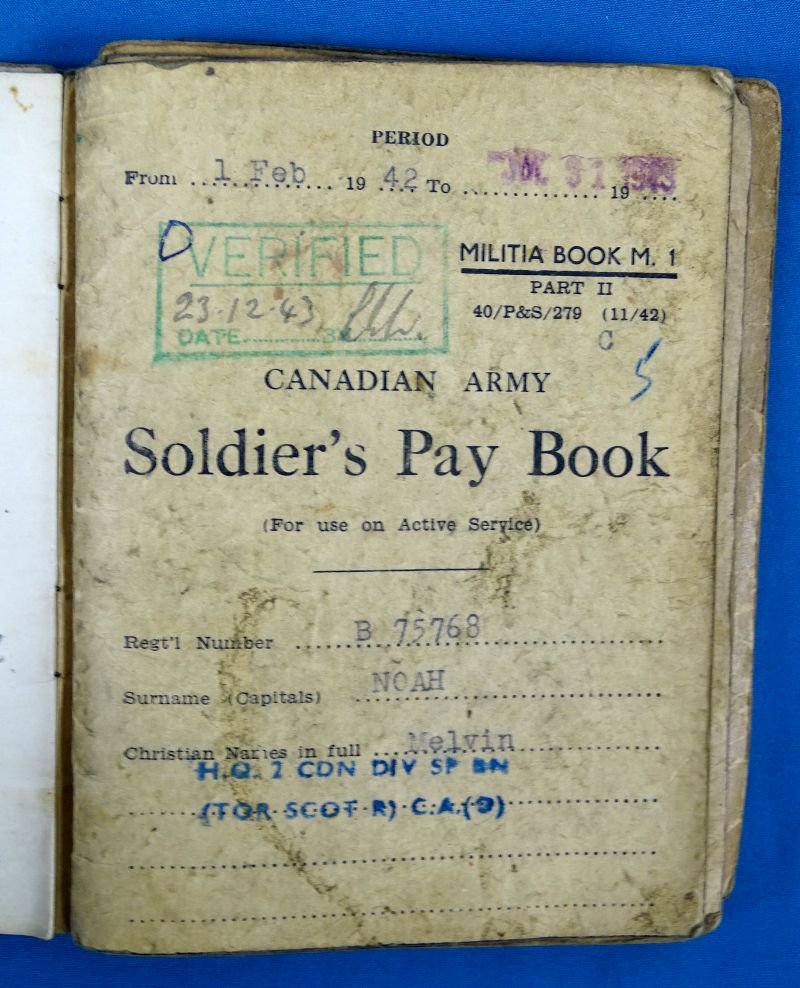 PERIOD
From 1 Feb 19 42 To 31 1943 19
VERIFIED
23·12·43
DATE
MILITIA BOOK M. 1
PART II
40/P&S/279 (11/42)
C
CANADIAN ARMY
Soldier's Pay Book
(For use on Active Service)
Regt'l Number B 75768
Surname (Capitals) NOAH
Christian Names in full Melvin
H.Q. 2 CDN DIV SP BN
(TOR SCOT R) C.A.(O)